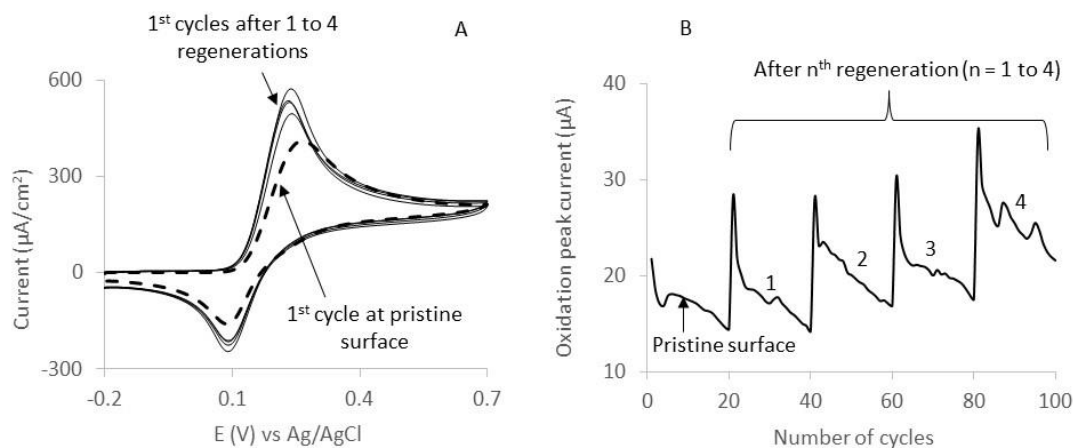 1st cycles after 1 to 4
regenerations
A
600
300
0
-300
Current (µA/cm2)
1st cycle at pristine
surface
-0.2
0.1
0.4
0.7
E (V) vs Ag/AgCl
B
After nth regeneration (n = 1 to 4)
40
30
20
10
Oxidation peak current (µA)
1
2
3
4
Pristine surface
0
20
40
60
80
100
Number of cycles